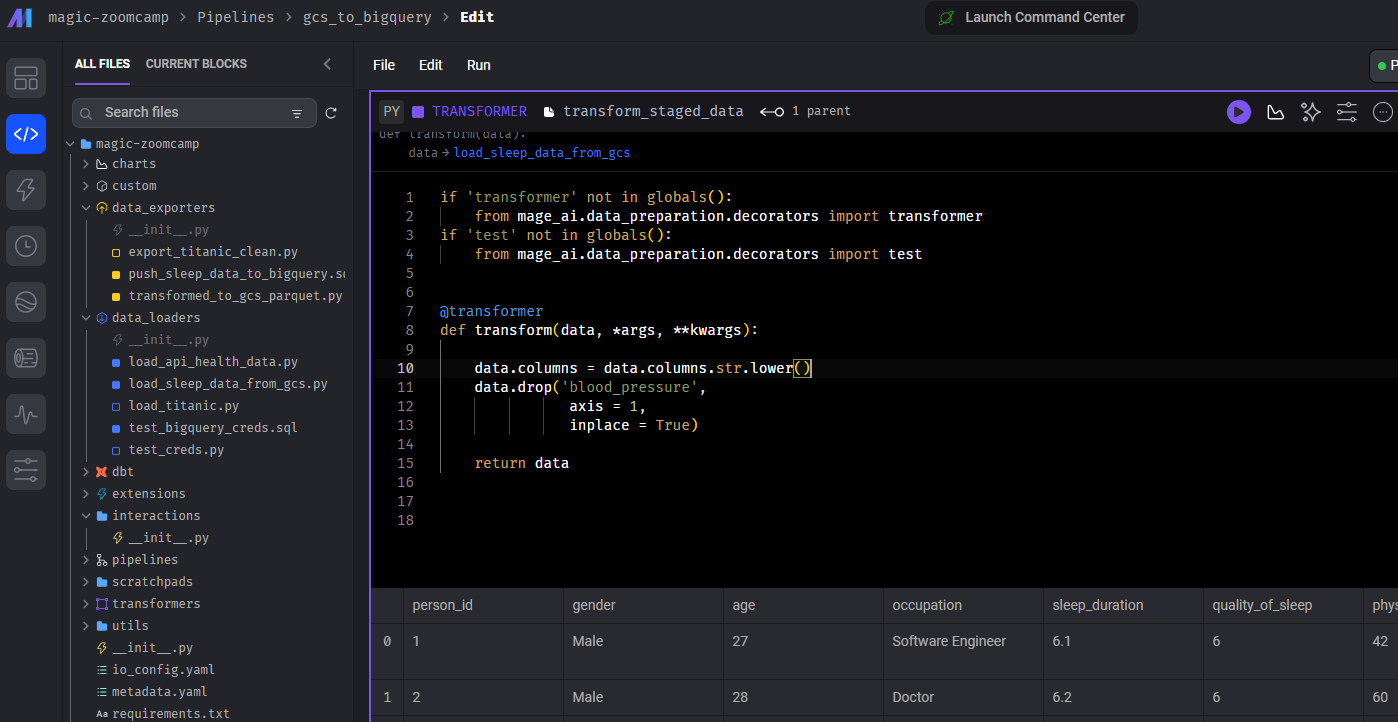 magic-zoomcamp > Pipelines > gcs_to_bigquery > Edit
Launch Command Center
ALL FILES CURRENT BLOCKS
Search files
magic-zoomcamp
charts
custom
data_exporters
__init__.py
export_titanic_clean.py
push_sleep_data_to_bigquery.sq
transformed_to_gcs_parquet.py
data_loaders
__init__.py
load_api_health_data.py
load_sleep_data_from_gcs.py
load_titanic.py
test_bigquery_creds.sql
test_creds.py
dbt
extensions
interactions
__init__.py
pipelines
scratchpads
transformers
utils
__init__.py
io_config.yaml
metadata.yaml
Aa requirements.txt
File Edit Run
P
PY TRANSFORMER transform_staged_data 1 parent
def transform(data):
data → load_sleep_data_from_gcs
1 if 'transformer' not in globals():
2 from mage_ai.data_preparation.decorators import transformer
3 if 'test' not in globals():
4 from mage_ai.data_preparation.decorators import test
5
6
7 @transformer
8 def transform(data, *args, **kwargs):
9
10 data.columns = data.columns.str.lower()
11 data.drop('blood_pressure',
12 axis = 1,
13 inplace = True)
14
15 return data
16
17
18
person_id gender age occupation sleep_duration quality_of_sleep phys
0 1 Male 27 Software Engineer 6.1 6 42
1 2 Male 28 Doctor 6.2 6 60